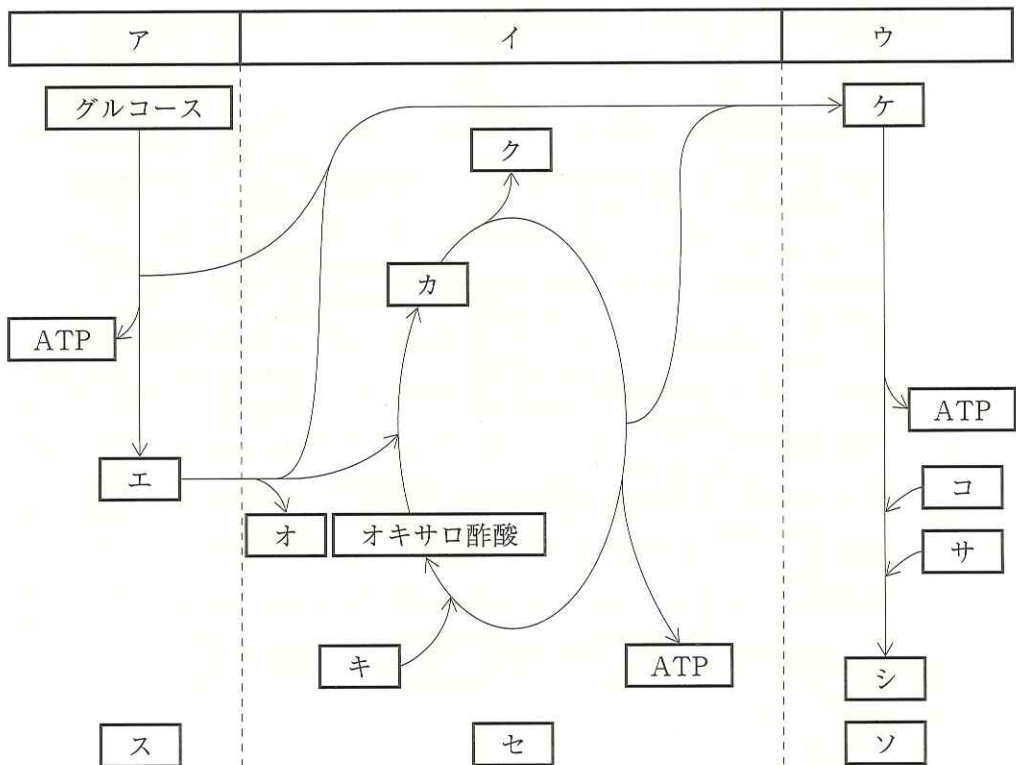 ア イ ウ
グルコース ケ
ク
カ
ATP
ATP
エ
コ
オ オキサロ酢酸
サ
キ ATP シ
ス セ ソ